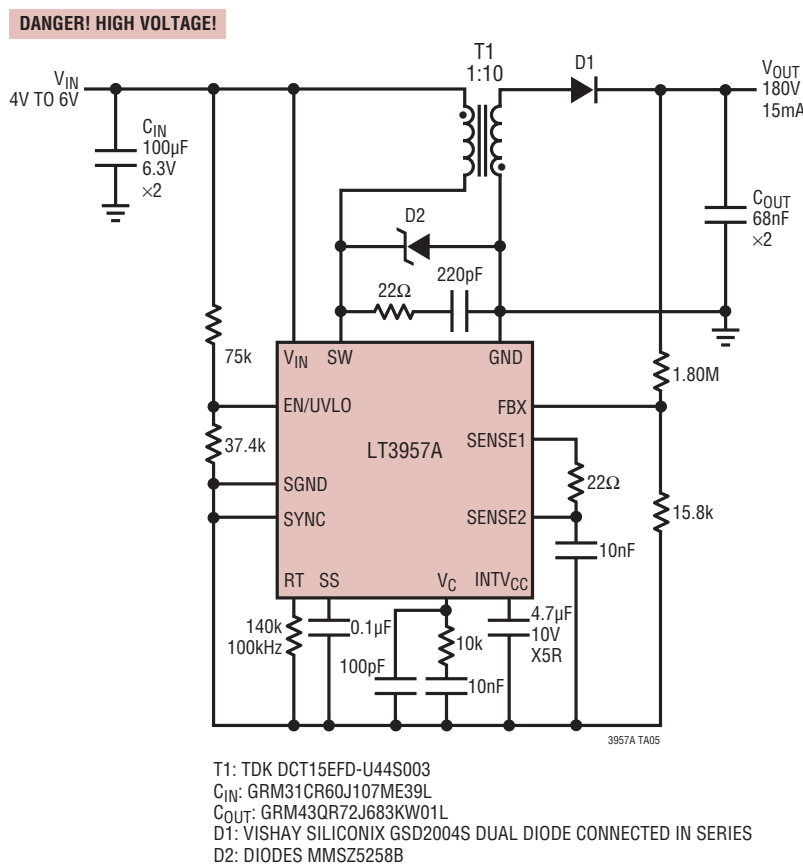 DANGER! HIGH VOLTAGE!
T1
1:10
D1
VIN
4V TO 6V
VOUT
180V
15mA
CIN
100µF
6.3V
×2
COUT
68nF
×2
D2
22Ω
220pF
75k
VIN
SW
GND
1.80M
EN/UVLO
FBX
37.4k
LT3957A
SENSE1
22Ω
SGND
SENSE2
15.8k
SYNC
10nF
RT
SS
VC
INTVCC
140k
100kHz
0.1µF
10k
4.7µF
10V
X5R
100pF
10nF
3957A TA05
T1: TDK DCT15EFD-U44S003
CIN: GRM31CR60J107ME39L
COUT: GRM43QR72J683KW01L
D1: VISHAY SILICONIX GSD2004S DUAL DIODE CONNECTED IN SERIES
D2: DIODES MMSZ5258B